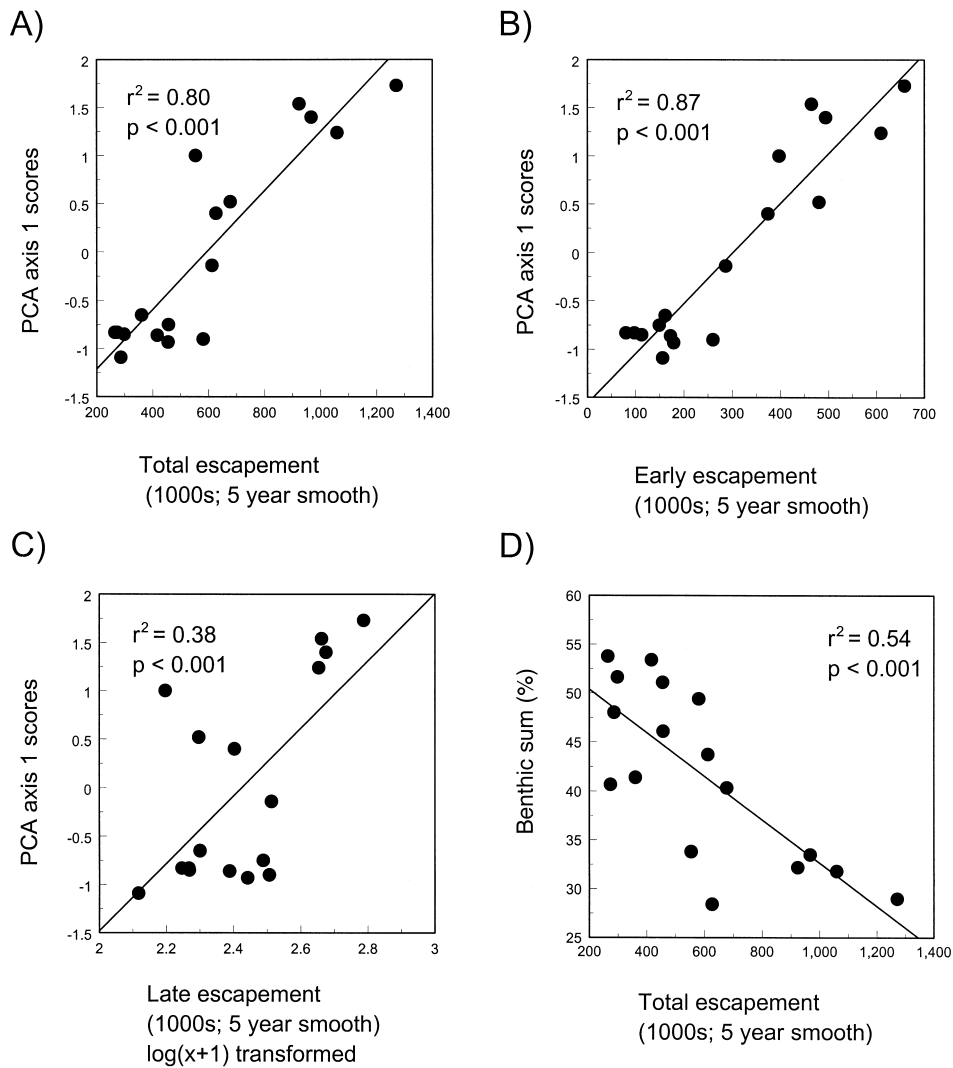 A)
r2 = 0.80
p < 0.001
PCA axis 1 scores
2
1.5
1
0.5
0
-0.5
-1
-1.5
200 400 600 800 1,000 1,200 1,400
Total escapement
(1000s; 5 year smooth)
B)
r2 = 0.87
p < 0.001
PCA axis 1 scores
2
1.5
1
0.5
0
-0.5
-1
-1.5
0 100 200 300 400 500 600 700
Early escapement
(1000s; 5 year smooth)
C)
r2 = 0.38
p < 0.001
PCA axis 1 scores
2
1.5
1
0.5
0
-0.5
-1
-1.5
2 2.2 2.4 2.6 2.8 3
Late escapement
(1000s; 5 year smooth)
log(x+1) transformed
D)
r2 = 0.54
p < 0.001
Benthic sum (%)
60
55
50
45
40
35
30
25
200 400 600 800 1,000 1,200 1,400
Total escapement
(1000s; 5 year smooth)